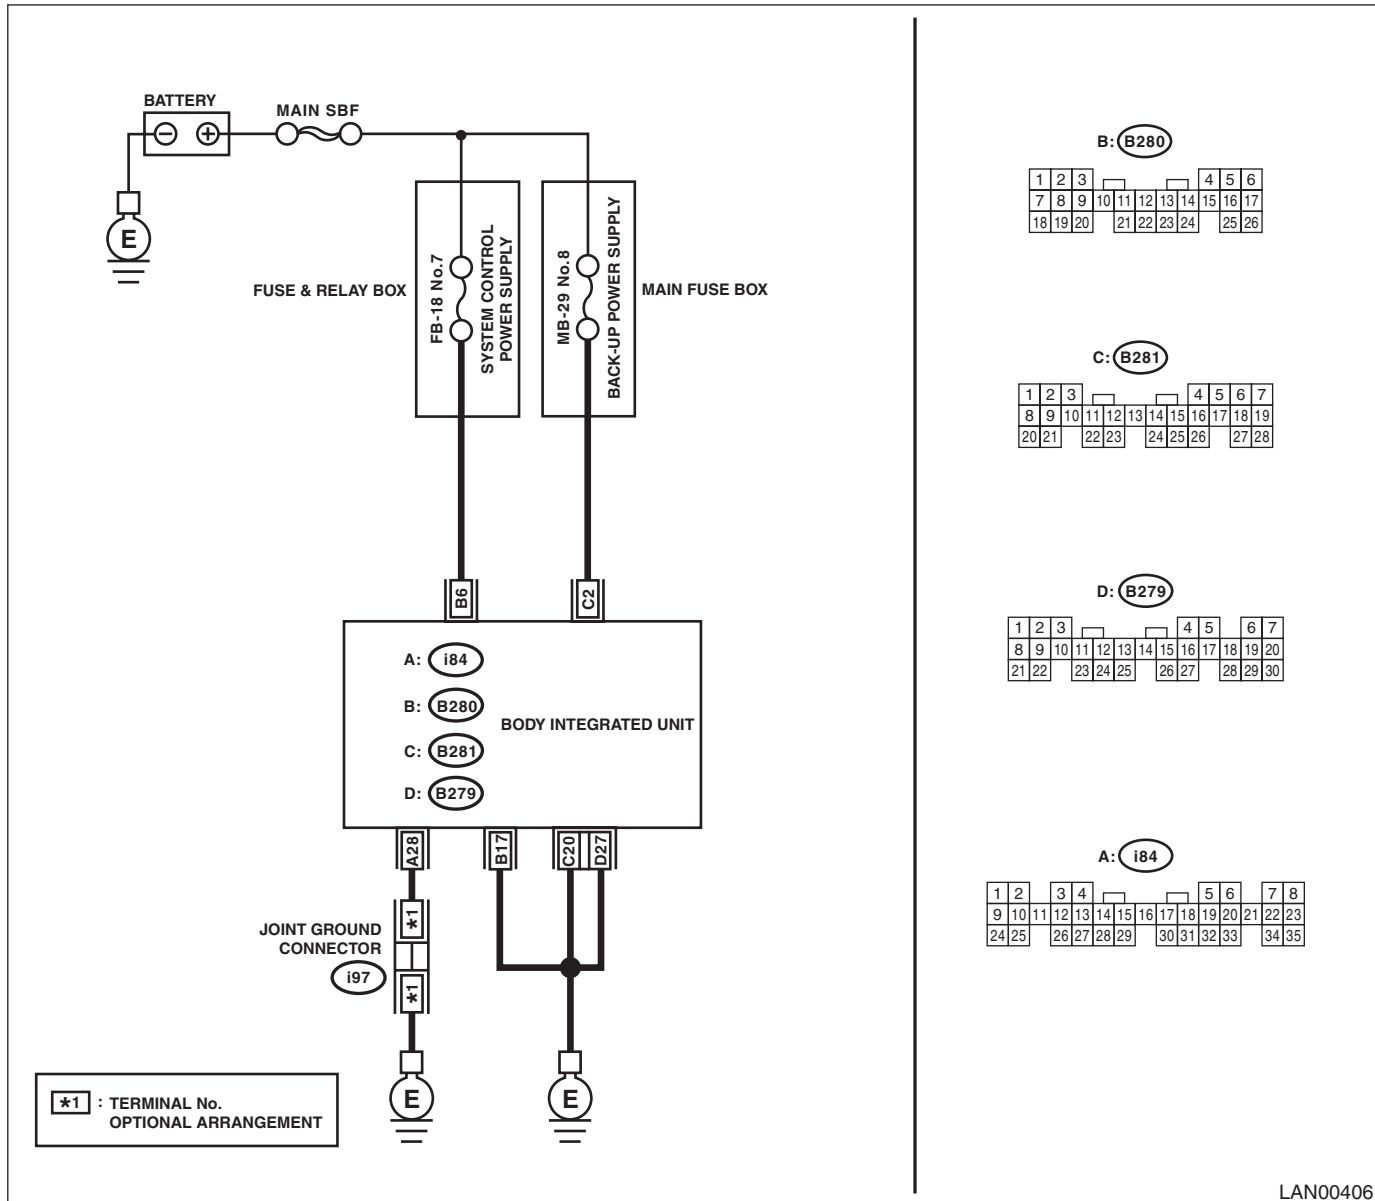 BATTERY
MAIN SBF
E
FUSE & RELAY BOX
FB-18 No.7
SYSTEM CONTROL
POWER SUPPLY
MB-29 No.8
BACK-UP POWER SUPPLY
MAIN FUSE BOX
B6
C2
A: i84
B: B280
C: B281
D: B279
BODY INTEGRATED UNIT
A28
B17
C20
D27
JOINT GROUND
CONNECTOR
i97
*1
*1
E
E
*1 : TERMINAL No.
OPTIONAL ARRANGEMENT
B: B280
1 2 3 4 5 6
7 8 9 10 11 12 13 14 15 16 17
18 19 20 21 22 23 24 25 26
C: B281
1 2 3 4 5 6 7
8 9 10 11 12 13 14 15 16 17 18 19
20 21 22 23 24 25 26 27 28
D: B279
1 2 3 4 5 6 7
8 9 10 11 12 13 14 15 16 17 18 19 20
21 22 23 24 25 26 27 28 29 30
A: i84
1 2 3 4 5 6 7 8
9 10 11 12 13 14 15 16 17 18 19 20 21 22 23
24 25 26 27 28 29 30 31 32 33 34 35
LAN00406